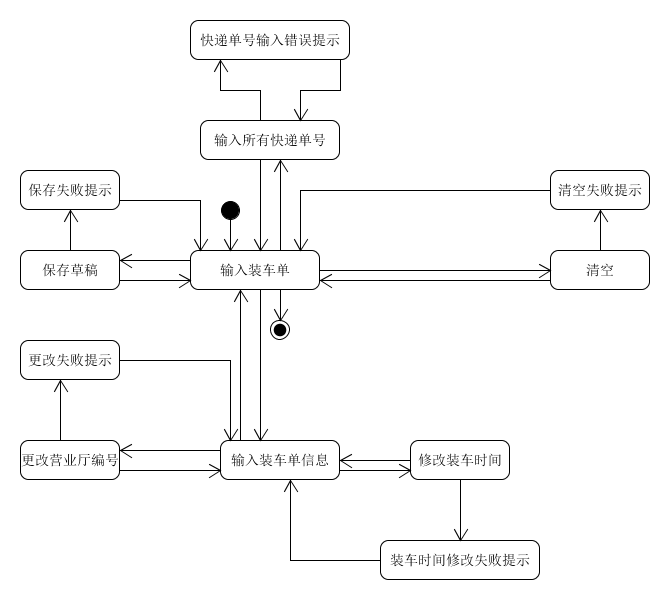 快递单号输入错误提示
输入所有快递单号
保存失败提示
清空失败提示
保存草稿
输入装车单
清空
更改失败提示
更改营业厅编号
输入装车单信息
修改装车时间
装车时间修改失败提示